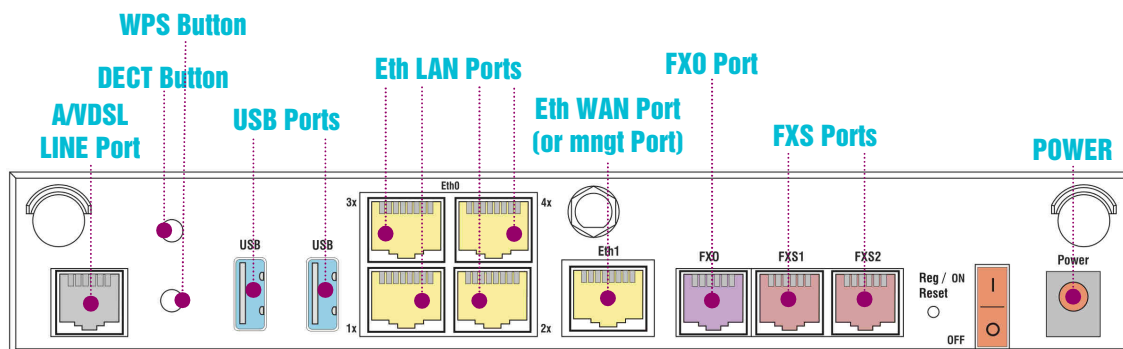 WPS Button
DECT Button
Eth LAN Ports
FXO Port
A/VDSL
LINE Port
USB Ports
Eth WAN Port
(or mngt Port)
FXS Ports
POWER
Eth0
3x
4x
USB
USB
Eth1
FXO
FXS1
FXS2
Power
Reg / ON
Reset
I
O
1x
2x
OFF